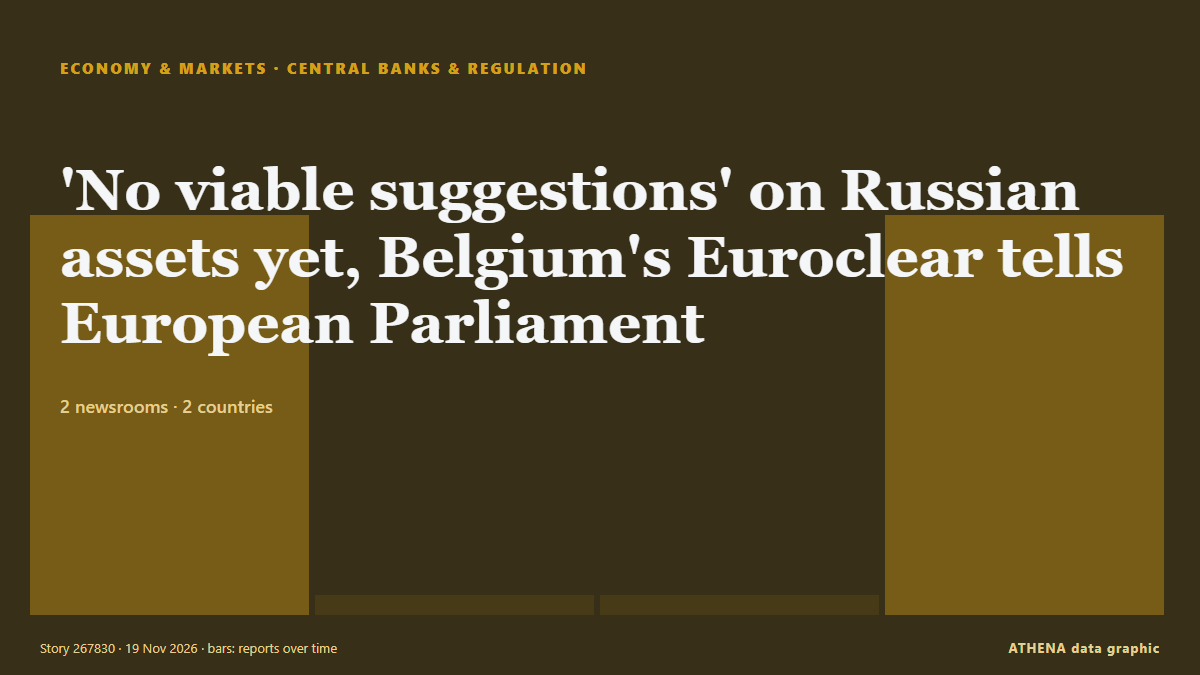 ECONOMY & MARKETS · CENTRAL BANKS & REGULATION
'No viable suggestions' on Russian
assets yet, Belgium's Euroclear tells
European Parliament
2 newsrooms · 2 countries
Story 267830 · 19 Nov 2026 · bars: reports over time
ATHENA data graphic